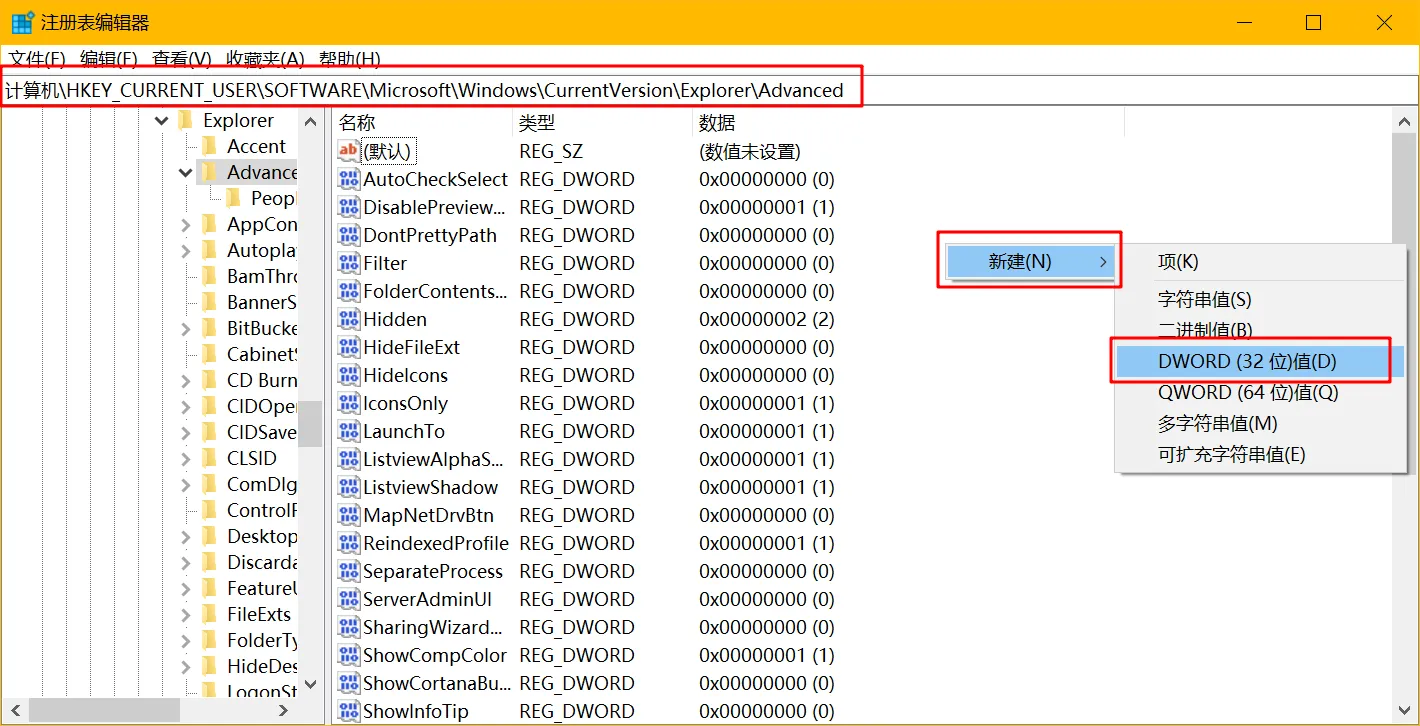 注册表编辑器
文件(F) 编辑(E) 查看(V) 收藏夹(A) 帮助(H)
计算机\HKEY_CURRENT_USER\SOFTWARE\Microsoft\Windows\CurrentVersion\Explorer\Advanced
Explorer
Accent
Advance
Peopl
AppCon
Autopla
BamThro
BannerS
BitBucke
CabinetS
CD Burn
CIDOpe
CIDSave
CLSID
ComDlg
ControlP
Desktop
Discarda
FeatureU
FileExts
FolderTy
HideDes
LogonSt
名称 类型 数据
(默认) REG_SZ (数值未设置)
AutoCheckSelect REG_DWORD 0x00000000 (0)
DisablePreview... REG_DWORD 0x00000001 (1)
DontPrettyPath REG_DWORD 0x00000000 (0)
Filter REG_DWORD 0x00000000 (0)
FolderContents... REG_DWORD 0x00000000 (0)
Hidden REG_DWORD 0x00000002 (2)
HideFileExt REG_DWORD 0x00000000 (0)
HideIcons REG_DWORD 0x00000000 (0)
IconsOnly REG_DWORD 0x00000001 (1)
LaunchTo REG_DWORD 0x00000001 (1)
ListviewAlphaS... REG_DWORD 0x00000001 (1)
ListviewShadow REG_DWORD 0x00000001 (1)
MapNetDrvBtn REG_DWORD 0x00000000 (0)
ReindexedProfile REG_DWORD 0x00000001 (1)
SeparateProcess REG_DWORD 0x00000000 (0)
ServerAdminUI REG_DWORD 0x00000000 (0)
SharingWizard... REG_DWORD 0x00000000 (0)
ShowCompColor REG_DWORD 0x00000001 (1)
ShowCortanaBu... REG_DWORD 0x00000000 (0)
ShowInfoTip REG_DWORD 0x00000000 (0)
新建(N)
项(K)
字符串值(S)
二进制值(B)
DWORD (32 位)值(D)
QWORD (64 位)值(Q)
多字符串值(M)
可扩充字符串值(E)